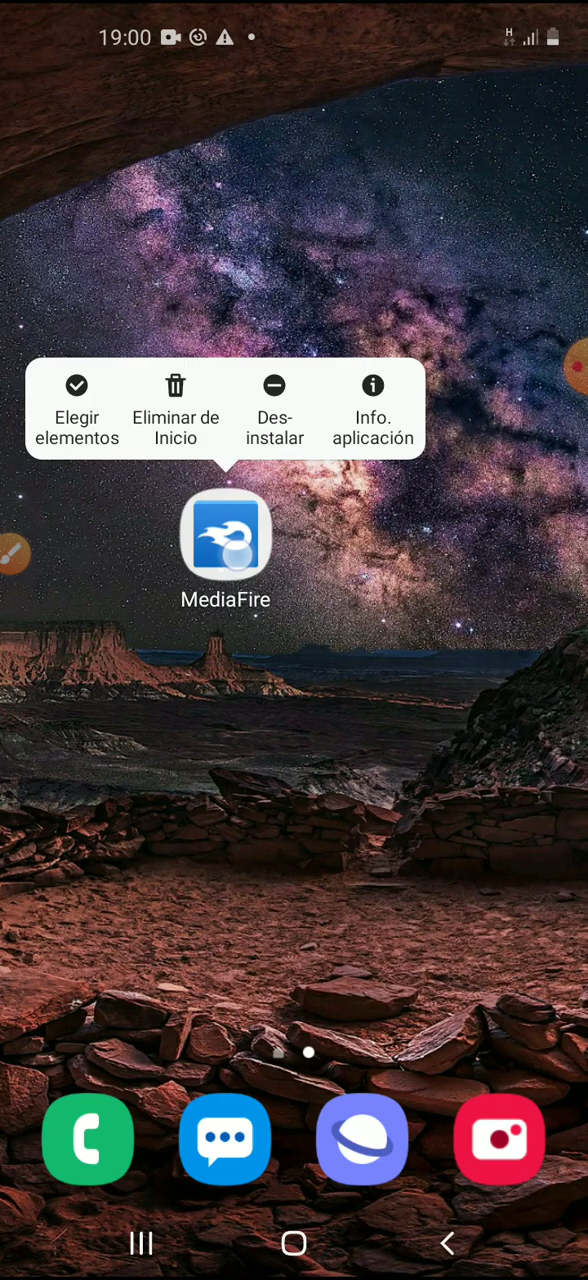 19:00
H
Elegir
elementos
Eliminar de
Inicio
Des-
instalar
Info.
aplicación
MediaFire